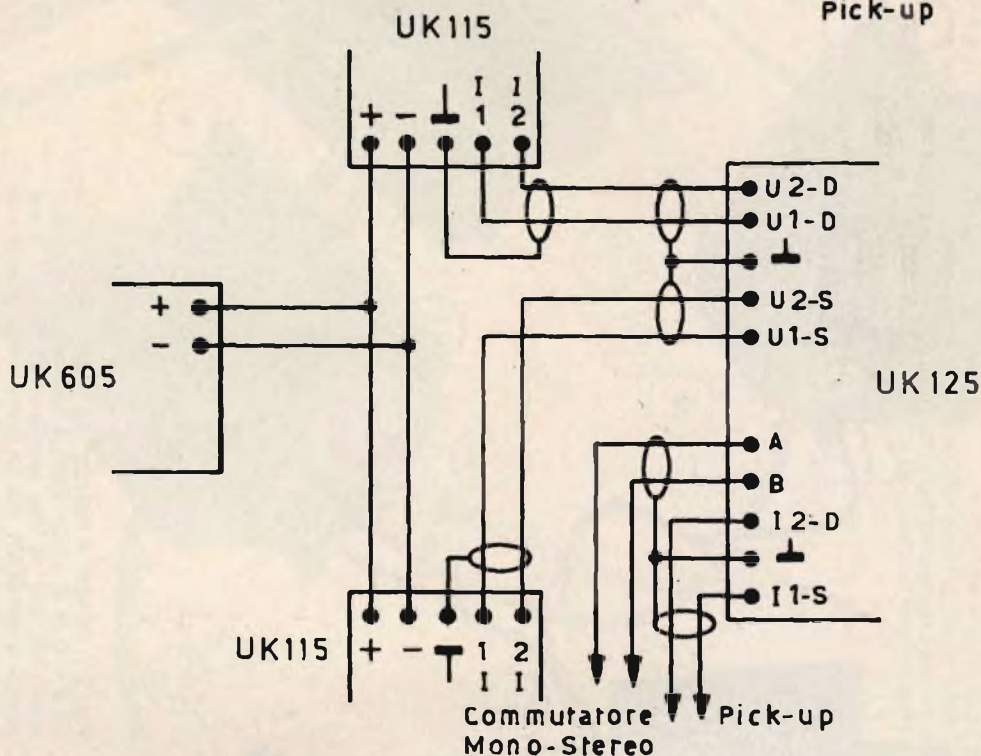 Pick-up
UK115
I I
+ - 1 2
U2-D
U1-D
U2-S
U1-S
+
-
UK605
UK125
A
B
I2-D
I1-S
UK115
+ - 1 2
I I
Commutatore
Mono-Stereo
Pick-up